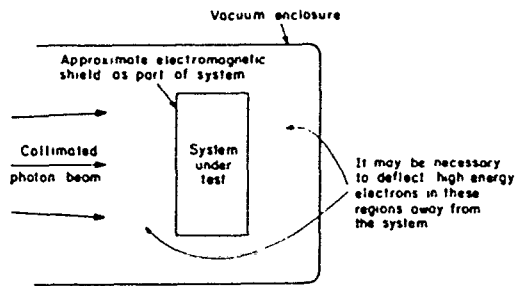 Vacuum enclosure
Approximate electromagnetic
shield as part of system
System
under
test
Collimated
photon beam
It may be necessary
to deflect high energy
electrons in these
regions away from
the system